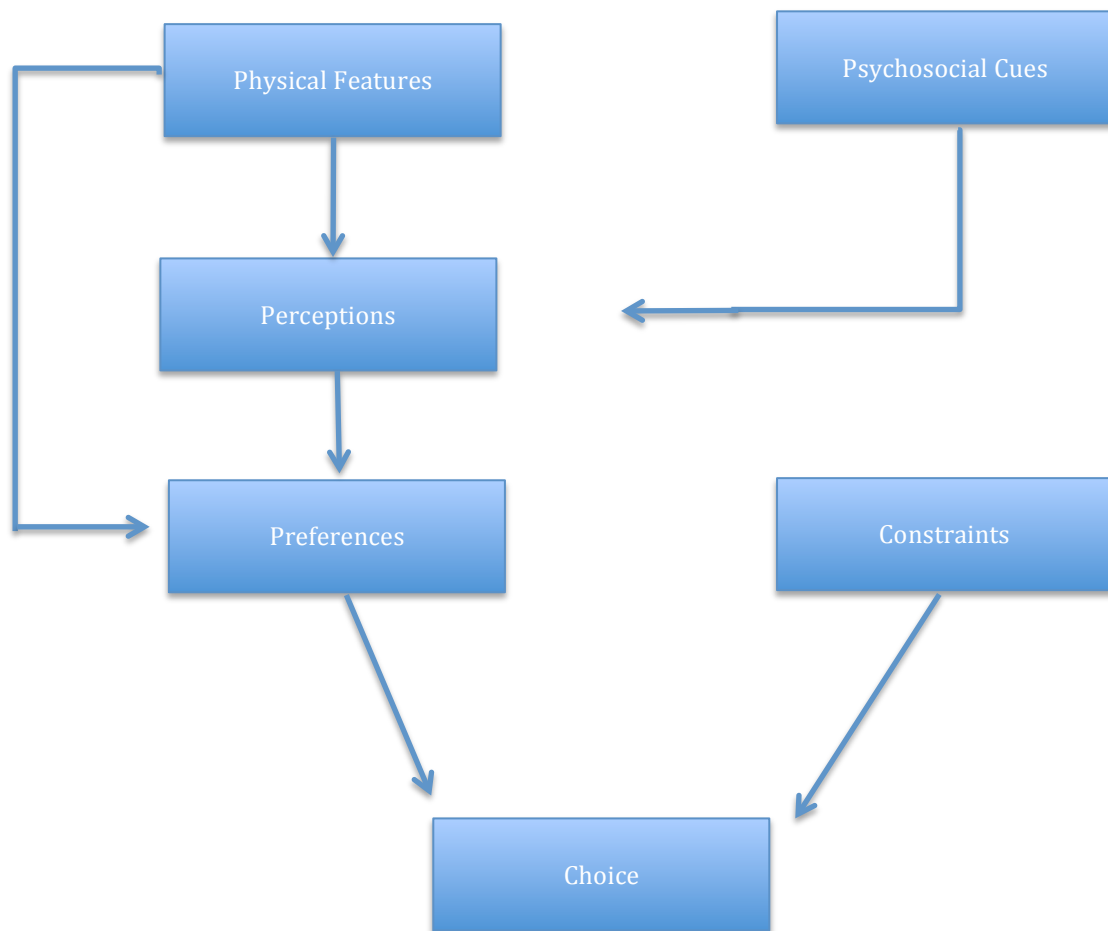 Physical Features
Psychosocial Cues
Perceptions
Preferences
Constraints
Choice